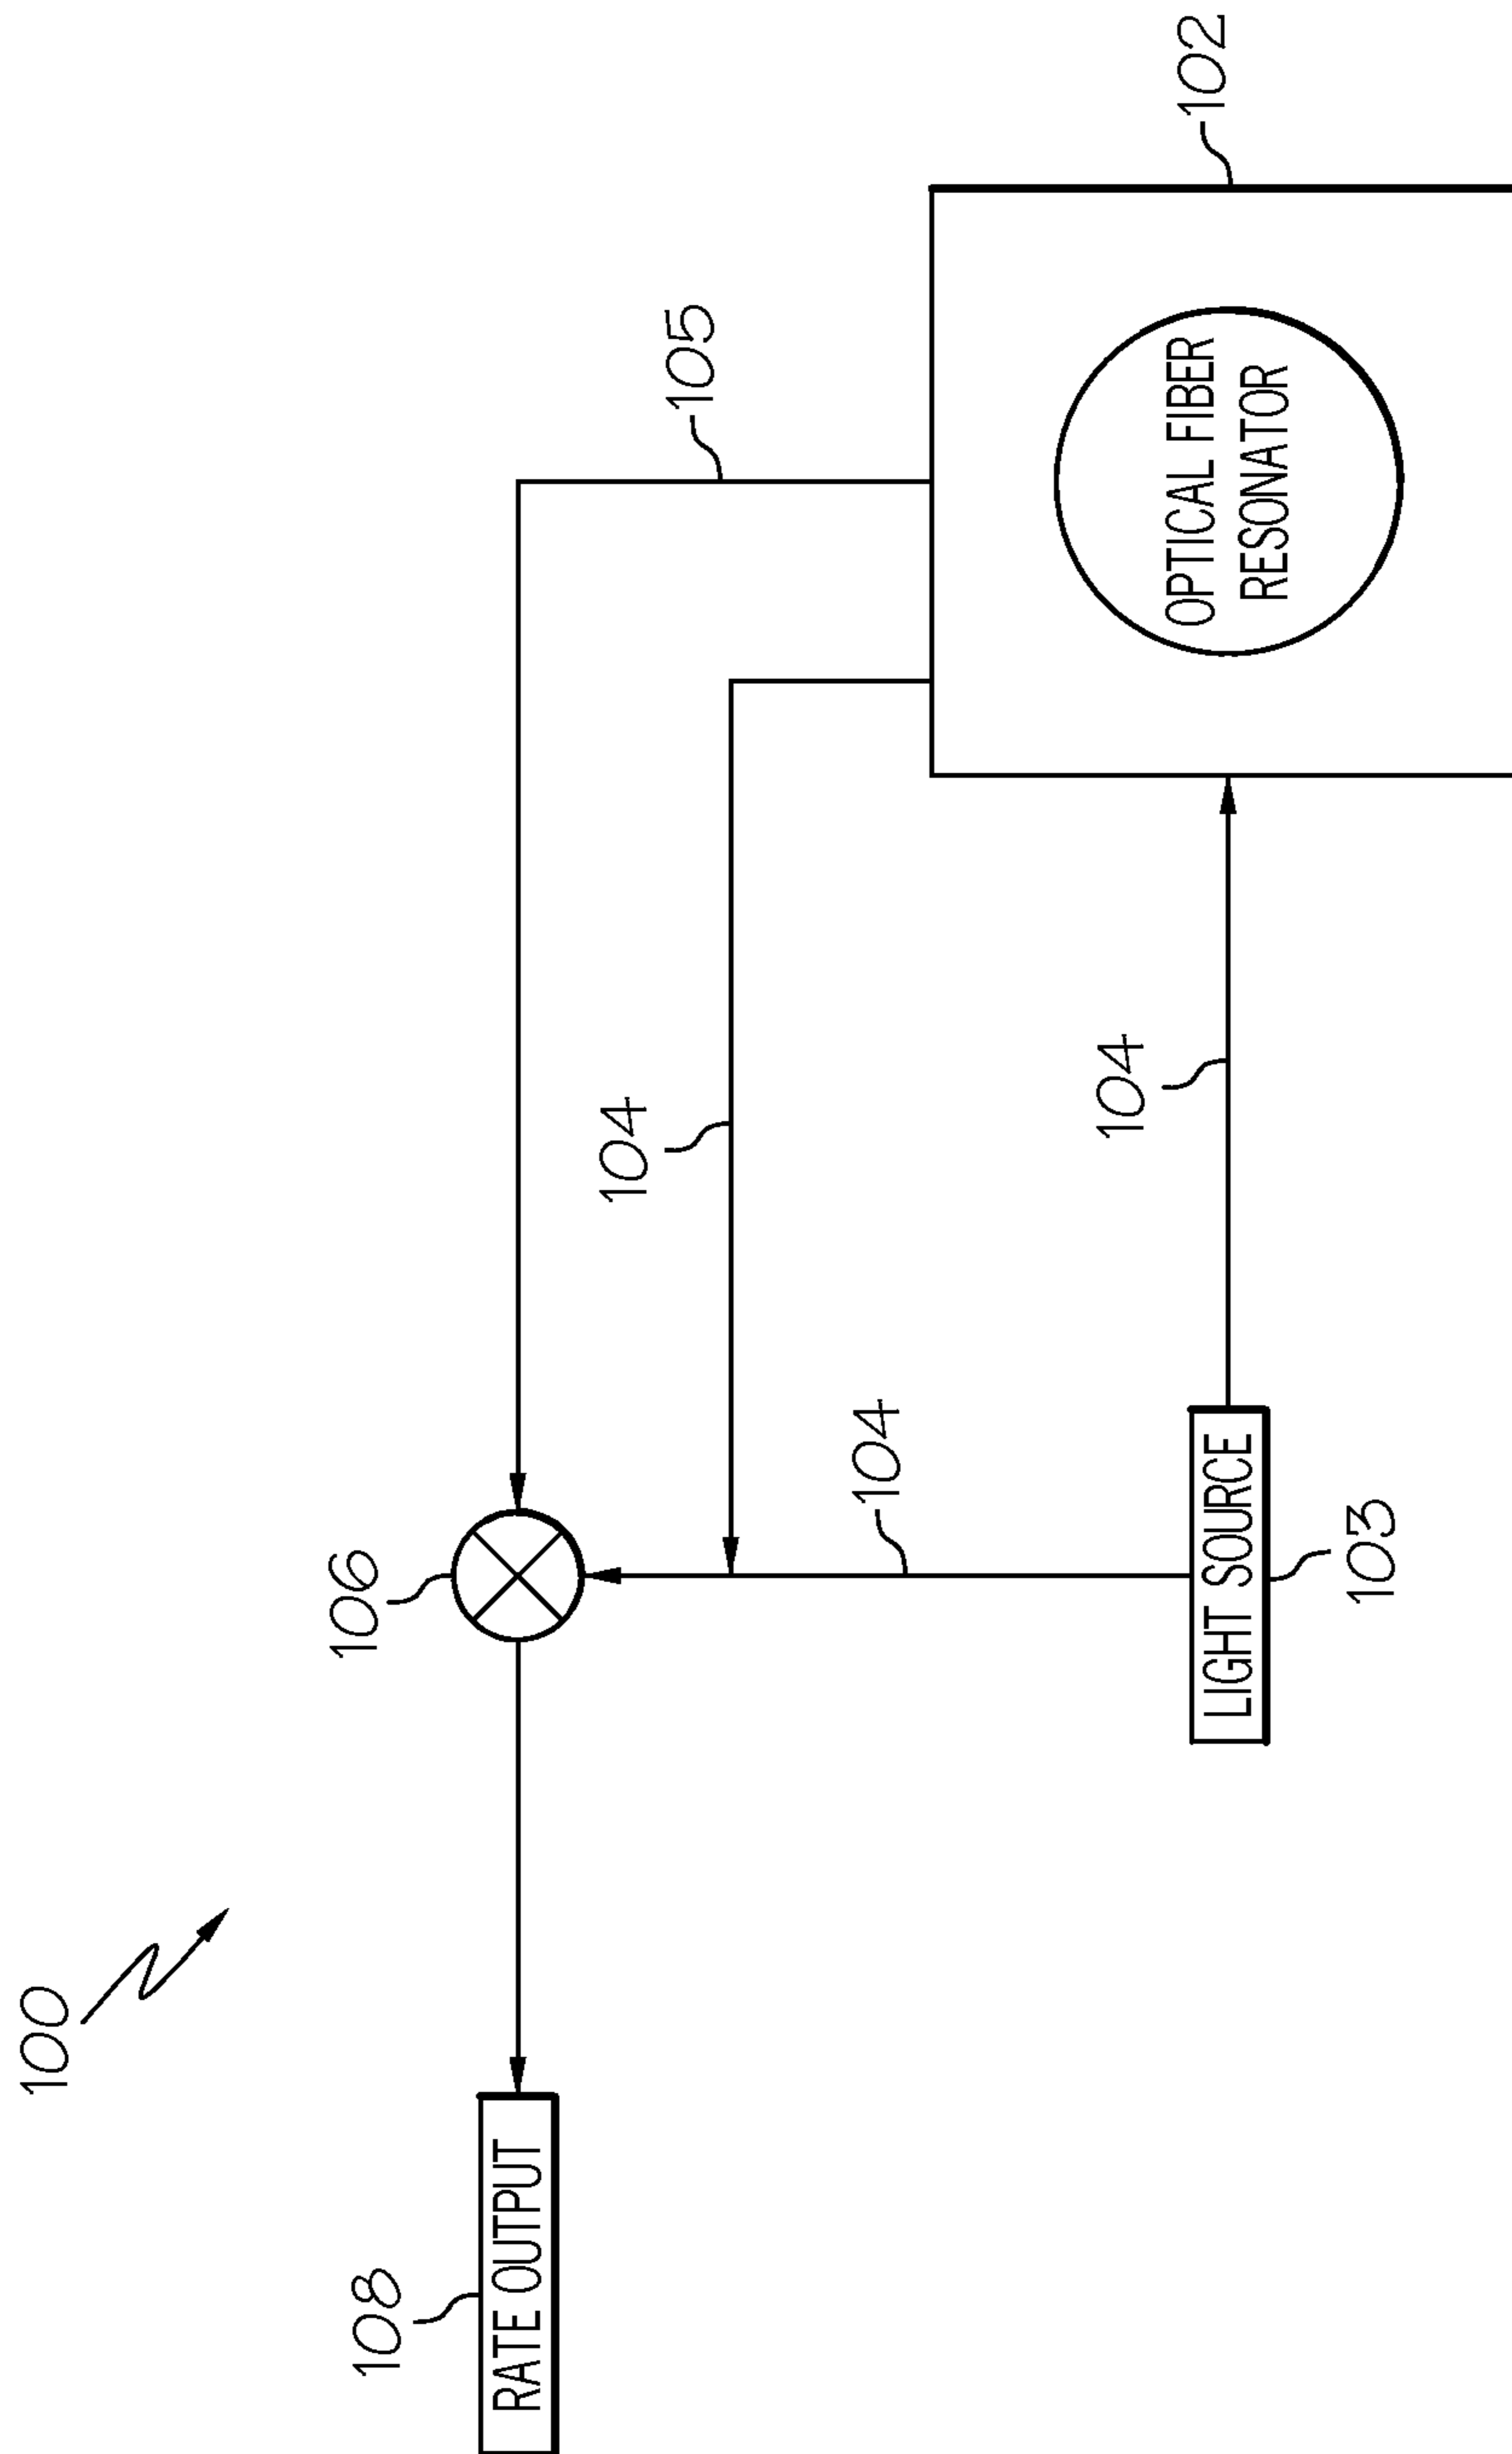 100
108
RATE OUTPUT
106
104
105
104
104
LIGHT SOURCE
103
OPTICAL FIBER
RESONATOR
102